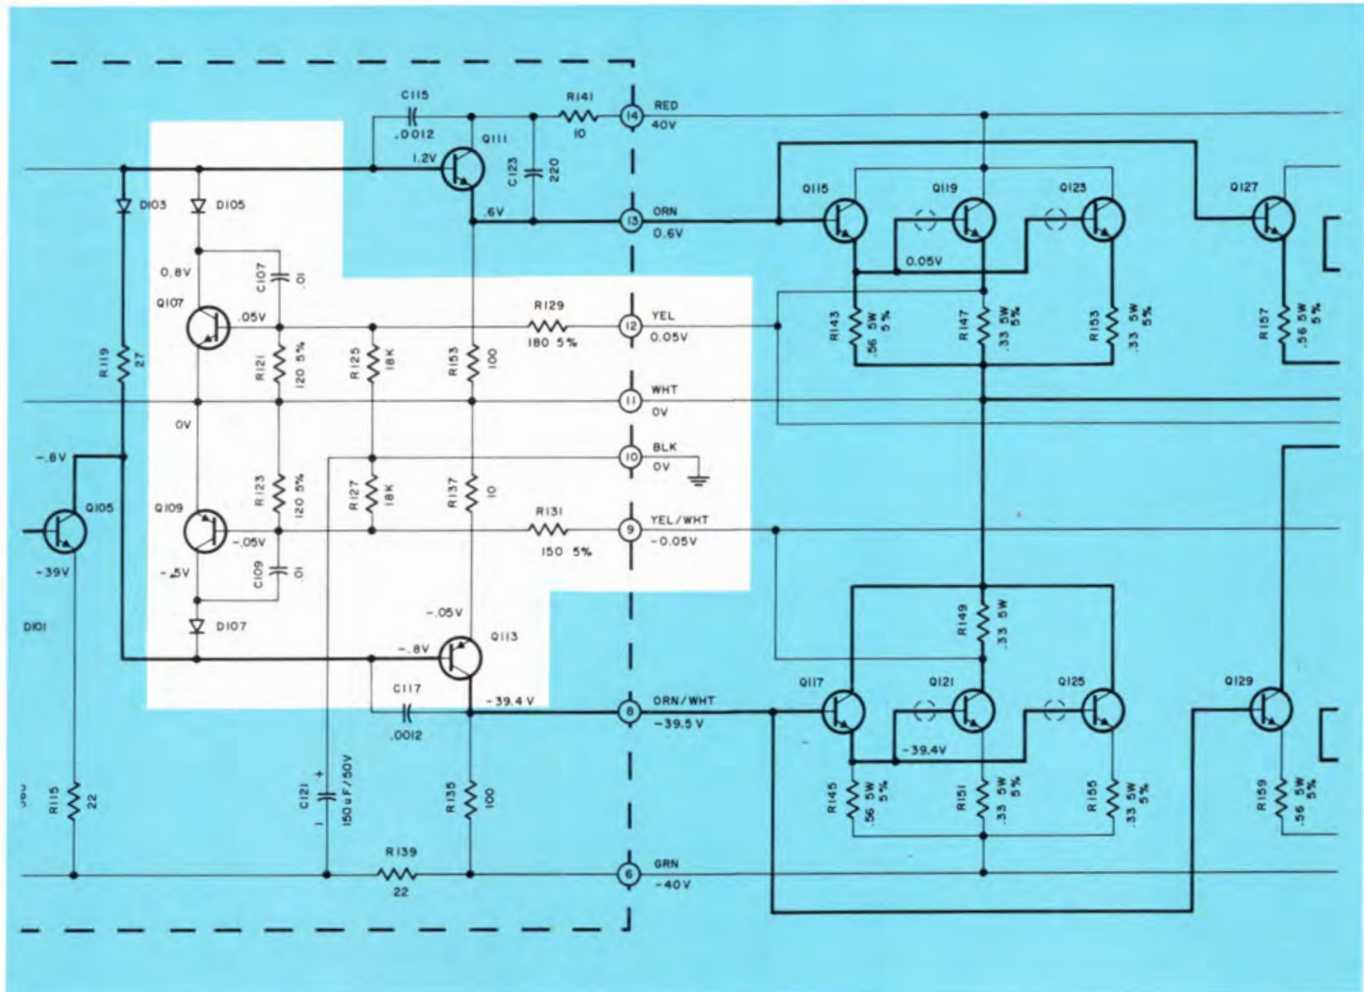 C115
.0012
R141
10
14
RED
40V
Q111
1.2V
C123
220
.6V
13
ORN
0.6V
D103
D105
0.8V
C107
.01
Q107
.05V
R119
27
R121
120 5%
R125
18K
R153
100
R129
180 5%
12
YEL
0.05V
WHT
11
0V
0V
BLK
10
0V
-.8V
Q105
-39V
D101
R115
22
R123
120 5%
R127
18K
R137
10
Q109
-.05V
-.5V
C109
.01
R131
150 5%
9
YEL/WHT
-0.05V
D107
-.05V
Q113
-.8V
C117
.0012
-39.4V
8
ORN/WHT
-39.5V
C121
+
150uF/50V
-
R135
100
R139
22
6
GRN
-40V
Q115
Q119
Q123
Q127
0.05V
R143
.56 5W
5%
R147
.33 5W
5%
R153
.33 5W
5%
R157
.56 5W
5%
R149
.33 5W
Q117
Q121
Q125
Q129
-39.4V
R145
.56 5W
5%
R151
.33 5W
5%
R155
.33 5W
5%
R159
.56 5W
5%